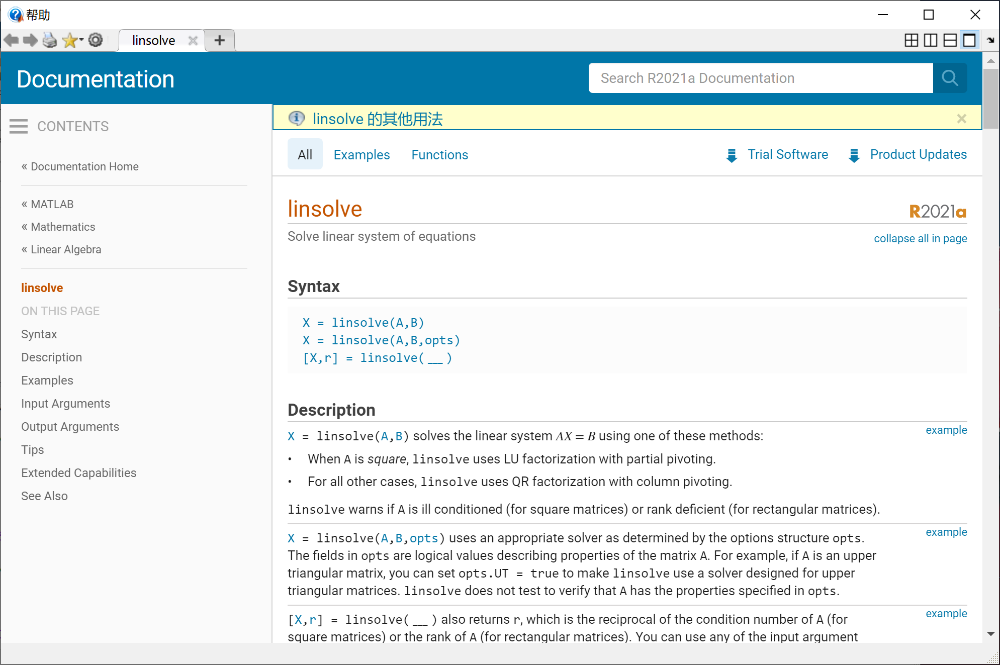 帮助
linsolve
Documentation
Search R2021a Documentation
CONTENTS
« Documentation Home
« MATLAB
« Mathematics
« Linear Algebra
linsolve
ON THIS PAGE
Syntax
Description
Examples
Input Arguments
Output Arguments
Tips
Extended Capabilities
See Also
linsolve 的其他用法
All Examples Functions Trial Software Product Updates
linsolve
R2021a
Solve linear system of equations
collapse all in page
Syntax
X = linsolve(A,B)
X = linsolve(A,B,opts)
[X,r] = linsolve( ___ )
Description
X = linsolve(A,B) solves the linear system AX = B using one of these methods:
example
• When A is square, linsolve uses LU factorization with partial pivoting.
• For all other cases, linsolve uses QR factorization with column pivoting.
linsolve warns if A is ill conditioned (for square matrices) or rank deficient (for rectangular matrices).
X = linsolve(A,B,opts) uses an appropriate solver as determined by the options structure opts.
example
The fields in opts are logical values describing properties of the matrix A. For example, if A is an upper
triangular matrix, you can set opts.UT = true to make linsolve use a solver designed for upper
triangular matrices. linsolve does not test to verify that A has the properties specified in opts.
[X,r] = linsolve( ___ ) also returns r, which is the reciprocal of the condition number of A (for
example
square matrices) or the rank of A (for rectangular matrices). You can use any of the input argument